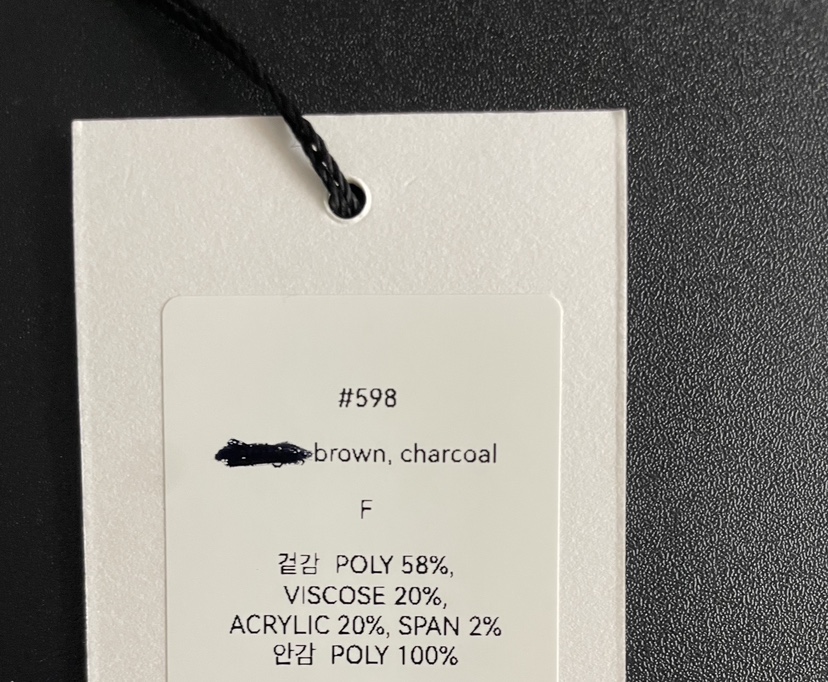 #598
brown, charcoal
F
겉감 POLY 58%,
VISCOSE 20%,
ACRYLIC 20%, SPAN 2%
안감 POLY 100%